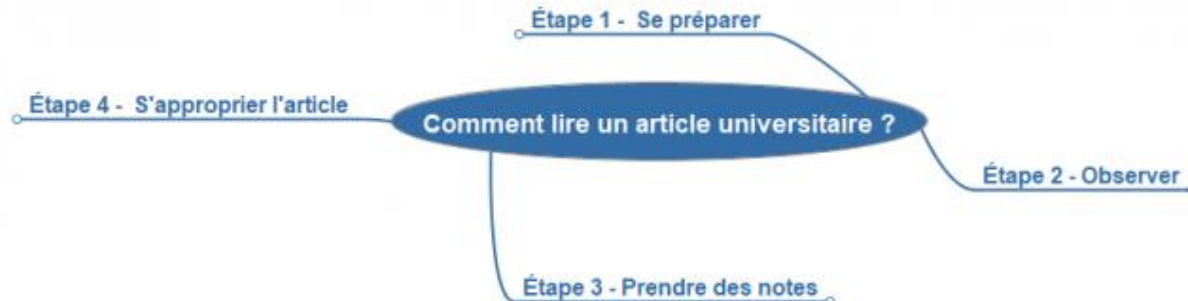 Étape 1 - Se préparer
Étape 4 - S'approprier l'article
Comment lire un article universitaire ?
Étape 2 - Observer
Étape 3 - Prendre des notes